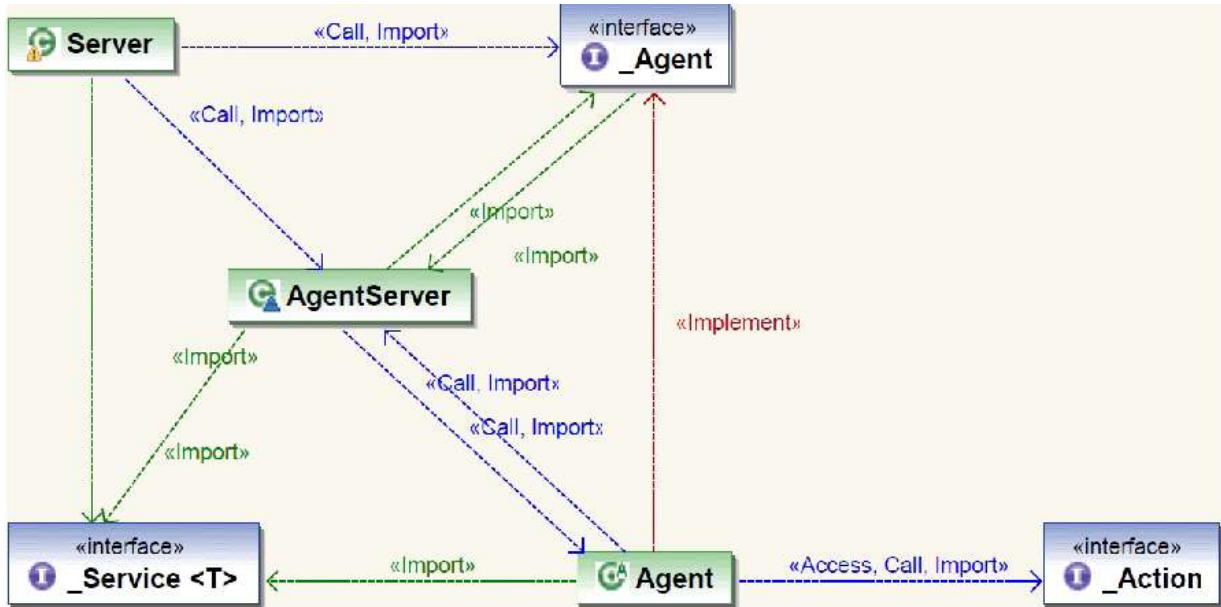 Server
«Call, Import»
«interface»
_Agent
«Call, Import»
«Import»
«Import»
AgentServer
«Implement»
«Import»
«Call, Import»
«Call, Import»
«Import»
«interface»
_Service <T>
«Import»
Agent
«Access, Call, Import»
«interface»
_Action